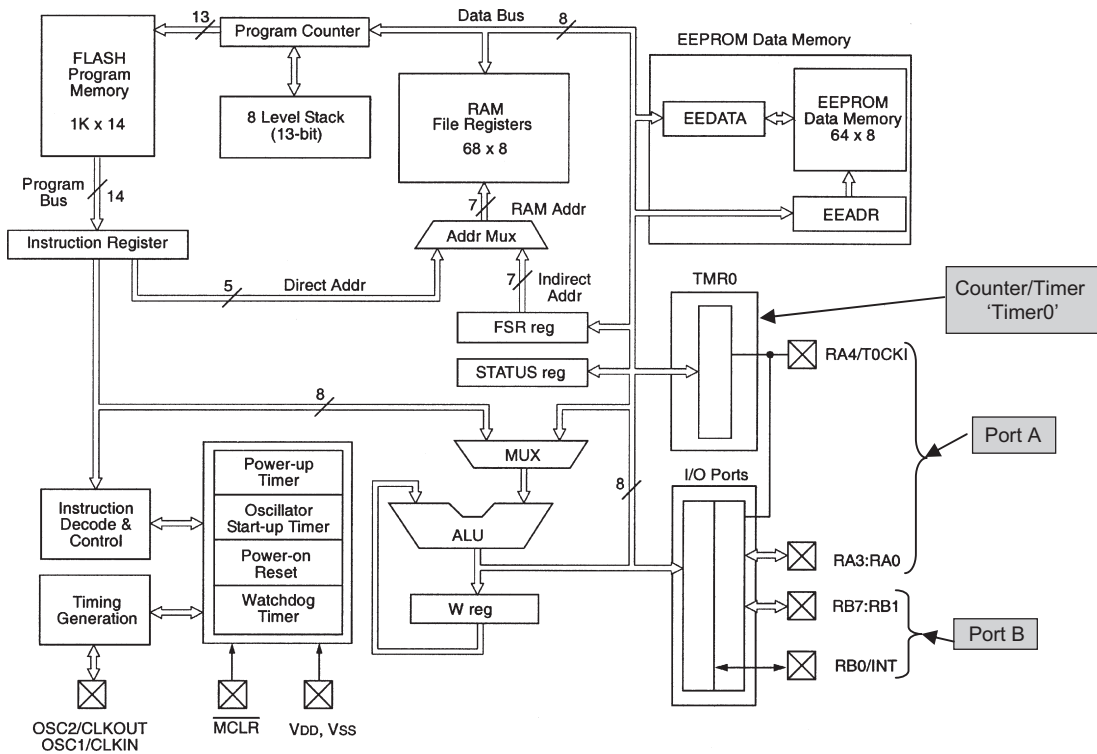 13
Program Counter
Data Bus
8
EEPROM Data Memory
FLASH
Program
Memory
1K x 14
8 Level Stack
(13-bit)
RAM
File Registers
68 x 8
EEDATA
EEPROM
Data Memory
64 x 8
Program
Bus
14
7
RAM Addr
EEADR
Instruction Register
Addr Mux
5
Direct Addr
7
Indirect
Addr
TMR0
Counter/Timer
‘Timer0’
FSR reg
RA4/T0CKI
STATUS reg
8
Port A
MUX
Power-up
Timer
8
I/O Ports
Instruction
Decode &
Control
Oscillator
Start-up Timer
ALU
Power-on
Reset
RA3:RA0
Timing
Generation
Watchdog
Timer
W reg
RB7:RB1
Port B
RB0/INT
OSC2/CLKOUT
OSC1/CLKIN
MCLR
VDD, VSS